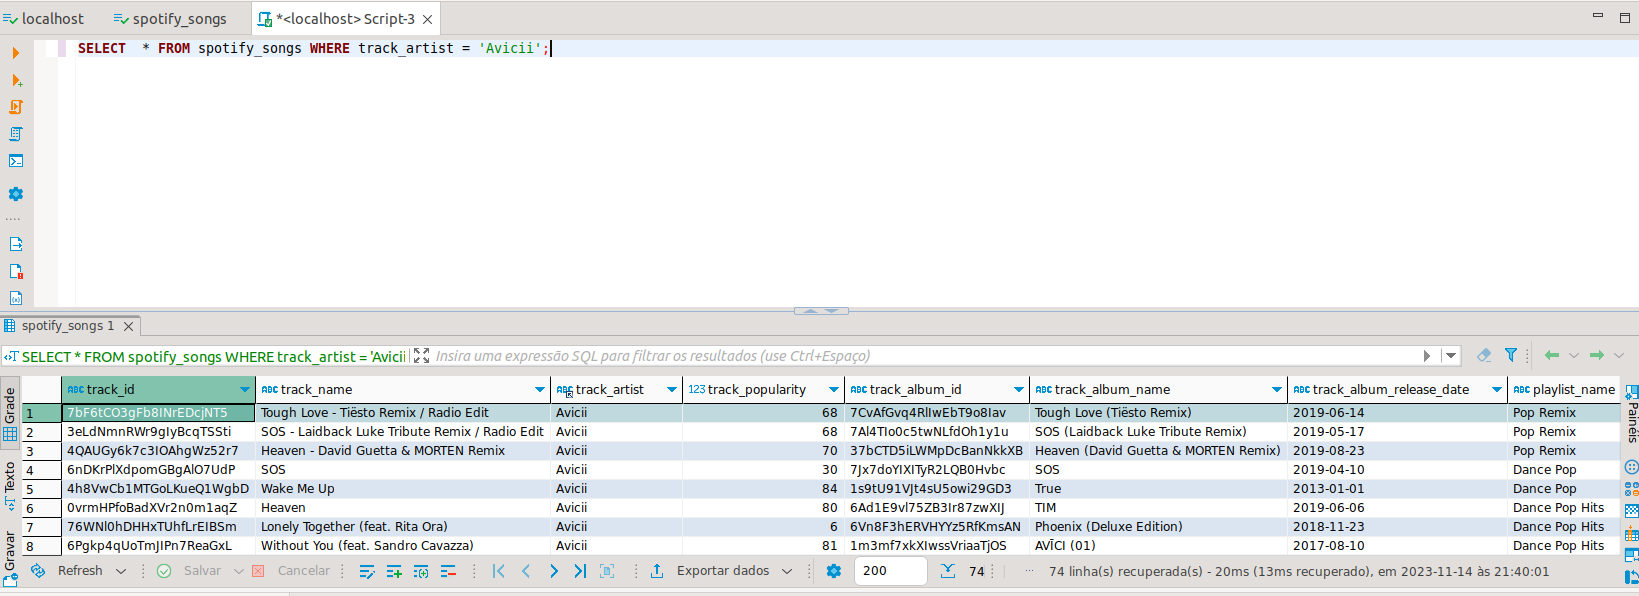 localhost spotify_songs *<localhost> Script-3
SELECT * FROM spotify_songs WHERE track_artist = 'Avicii';
spotify_songs 1
SELECT * FROM spotify_songs WHERE track_artist = 'Avicii Insira uma expressão SQL para filtrar os resultados (use Ctrl+Espaço)
ABC track_id ABC track_name ABC track_artist 123 track_popularity ABC track_album_id ABC track_album_name ABC track_album_release_date ABC playlist_name
1 7bF6tCO3gFb8INrEDcjNT5 Tough Love - Tiësto Remix / Radio Edit Avicii 68 7CvAfGvq4RlIwEbT9o8Iav Tough Love (Tiësto Remix) 2019-06-14 Pop Remix
2 3eLdNmnRWr9gIyBcqTSSti SOS - Laidback Luke Tribute Remix / Radio Edit Avicii 68 7Al4TIo0c5twNLfdOh1y1u SOS (Laidback Luke Tribute Remix) 2019-05-17 Pop Remix
3 4QAUGy6k7c3IOAhgWz52r7 Heaven - David Guetta & MORTEN Remix Avicii 70 37bCTD5iLWMpDcBanNkkXB Heaven (David Guetta & MORTEN Remix) 2019-08-23 Pop Remix
4 6nDKrPlXdpomGBgAlO7UdP SOS Avicii 30 7Jx7doYIXITyR2LQB0Hvbc SOS 2019-04-10 Dance Pop
5 4h8VwCb1MTGoLKueQ1WgbD Wake Me Up Avicii 84 1s9tU91VJt4sU5owi29GD3 True 2013-01-01 Dance Pop
6 0vrmHPfoBadXVr2n0m1aqZ Heaven Avicii 80 6Ad1E9vl75ZB3Ir87zwXIJ TIM 2019-06-06 Dance Pop Hits
7 76WNl0hDHHxTUhfLrEIBSm Lonely Together (feat. Rita Ora) Avicii 6 6Vn8F3hERVHYYz5RfKmsAN Phoenix (Deluxe Edition) 2018-11-23 Dance Pop Hits
8 6Pgkp4qUoTmJIPn7ReaGxL Without You (feat. Sandro Cavazza) Avicii 81 1m3mf7xkXIwssVriaaTjOS AVĪCI (01) 2017-08-10 Dance Pop Hits
Grade
Texto
Gravar
Painéis
Refresh Salvar Cancelar Exportar dados 200 74 74 linha(s) recuperada(s) - 20ms (13ms recuperado), em 2023-11-14 às 21:40:01